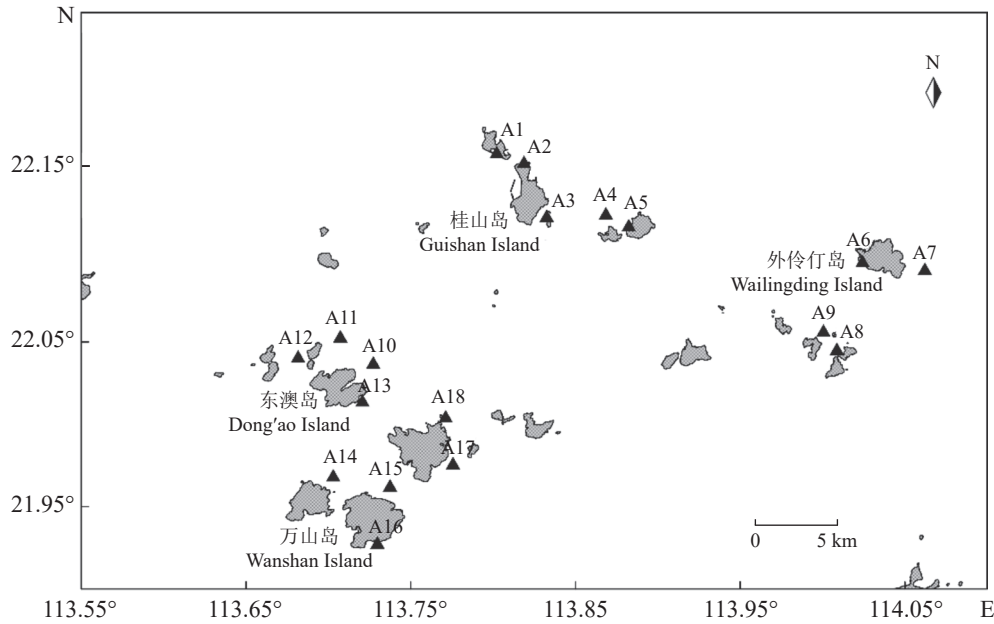 N
N
A1
A2
22.15°
A3
A4
A5
桂山岛
Guishan Island
A6
A7
外伶仃岛
Wailingding Island
A9
A8
22.05°
A11
A12
A10
A13
东澳岛
Dong'ao Island
A18
A17
A14
A15
21.95°
A16
万山岛
Wanshan Island
0 5 km
113.55° 113.65° 113.75° 113.85° 113.95° 114.05° E